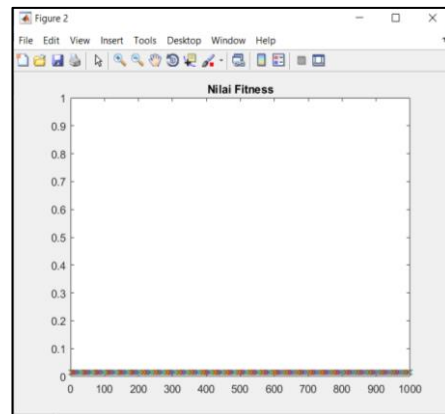 Figure 2
File Edit View Insert Tools Desktop Window Help
Nilai Fitness
1
0.9
0.8
0.7
0.6
0.5
0.4
0.3
0.2
0.1
0
0 100 200 300 400 500 600 700 800 900 1000